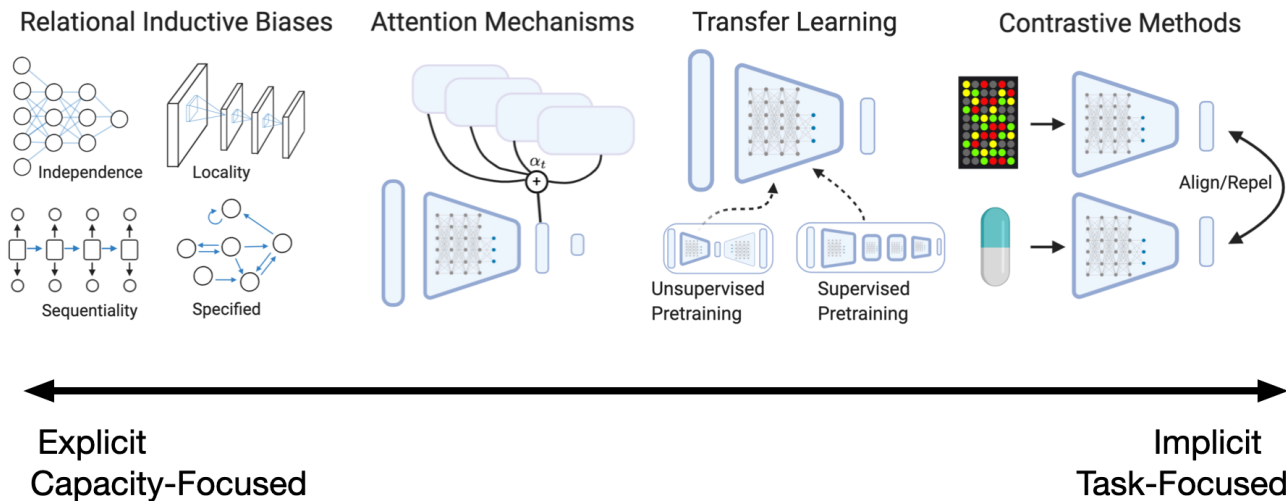 Relational Inductive Biases
Attention Mechanisms
Transfer Learning
Contrastive Methods
Independence
Locality
Sequentiality
Specified
αt
+
Unsupervised
Pretraining
Supervised
Pretraining
Align/Repel
Explicit
Capacity-Focused
Implicit
Task-Focused